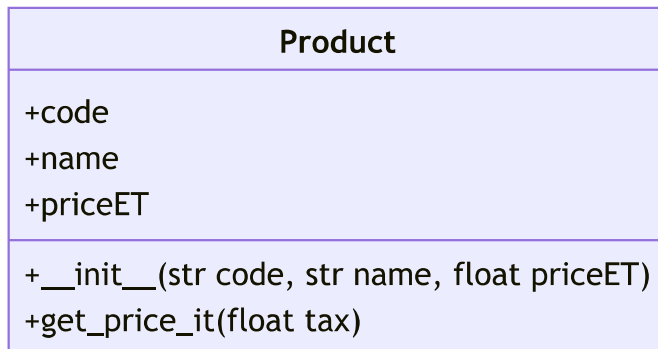 Product
+code
+name
+priceET
+__init__(str code, str name, float priceET)
+get_price_it(float tax)